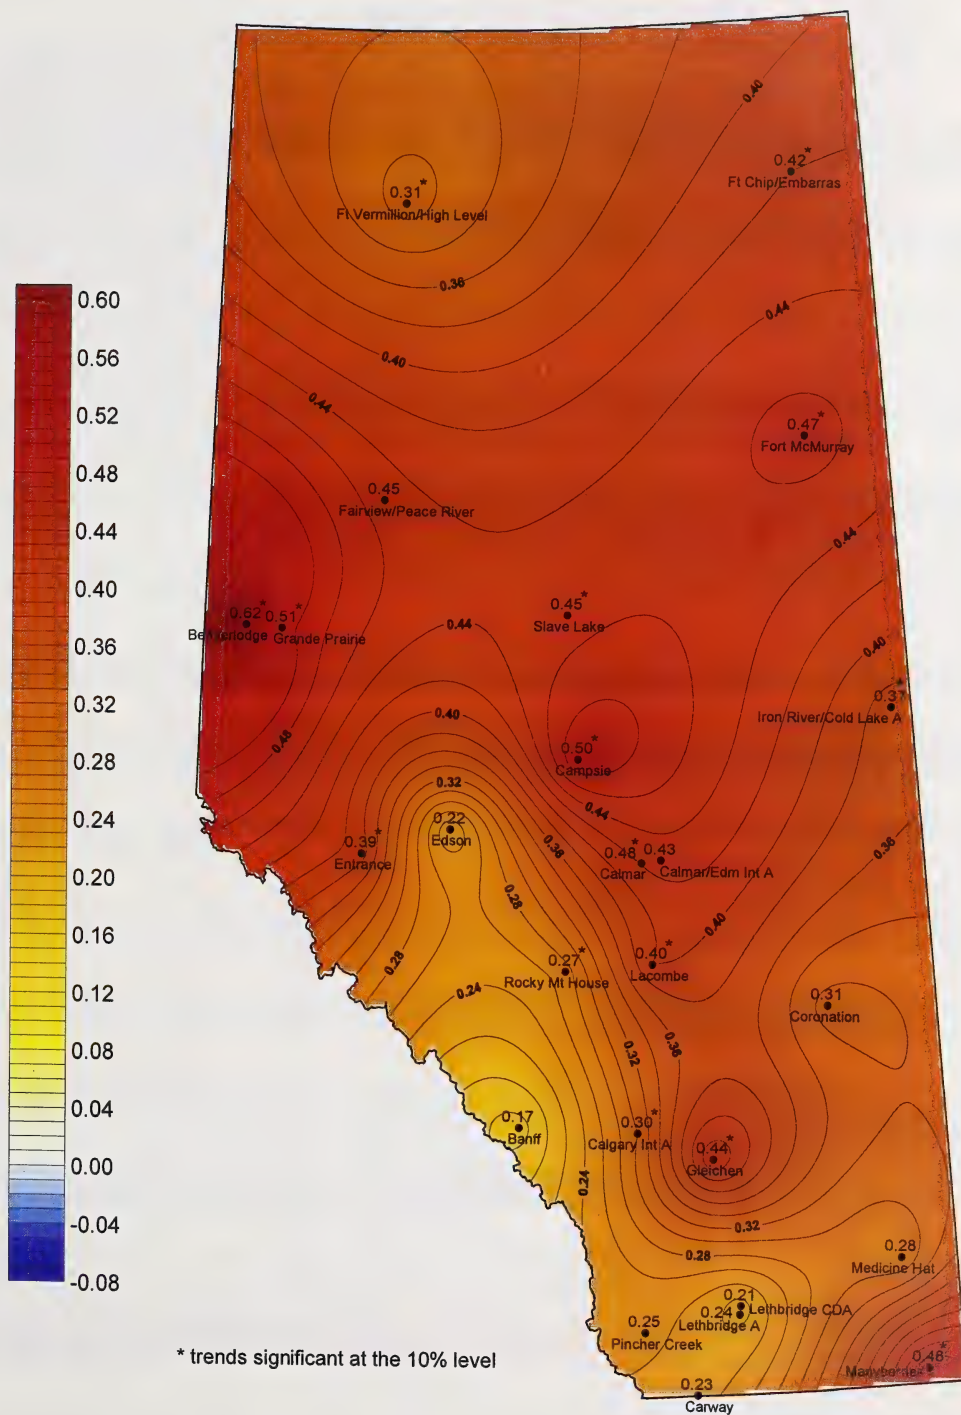 0.40
0.42*
Ft Chip/Embarras
0.31*
Ft Vermillion/High Level
0.36
0.60
0.56
0.52
0.48
0.44
0.40
0.36
0.32
0.28
0.24
0.20
0.16
0.12
0.08
0.04
0.00
-0.04
-0.08
0.44
0.40
0.44
0.47*
Fort McMurray
0.45
Fairview/Peace River
0.44
0.62*
0.51*
Beaverlodge
Grande Prairie
0.45*
Slave Lake
0.44
0.40
0.37*
Iron River/Cold Lake A
0.40
0.48
0.50*
Campsie
0.32
0.44
0.22
Edson
0.39*
Entrance
0.36
0.48*
Calmar
0.43
Calmar/Edm Int A
0.36
0.28
0.40
0.28
0.27*
Rocky Mt House
0.40*
Lacombe
0.24
0.31
Coronation
0.32
0.36
0.17
Banff
0.30*
Calgary Int A
0.44*
Gleichen
0.24
0.32
0.28
0.28
Medicine Hat
0.21
Lethbridge CDA
0.24
Lethbridge A
0.25
Pincher Creek
* trends significant at the 10% level
0.48*
Manyberries
0.23
Carway